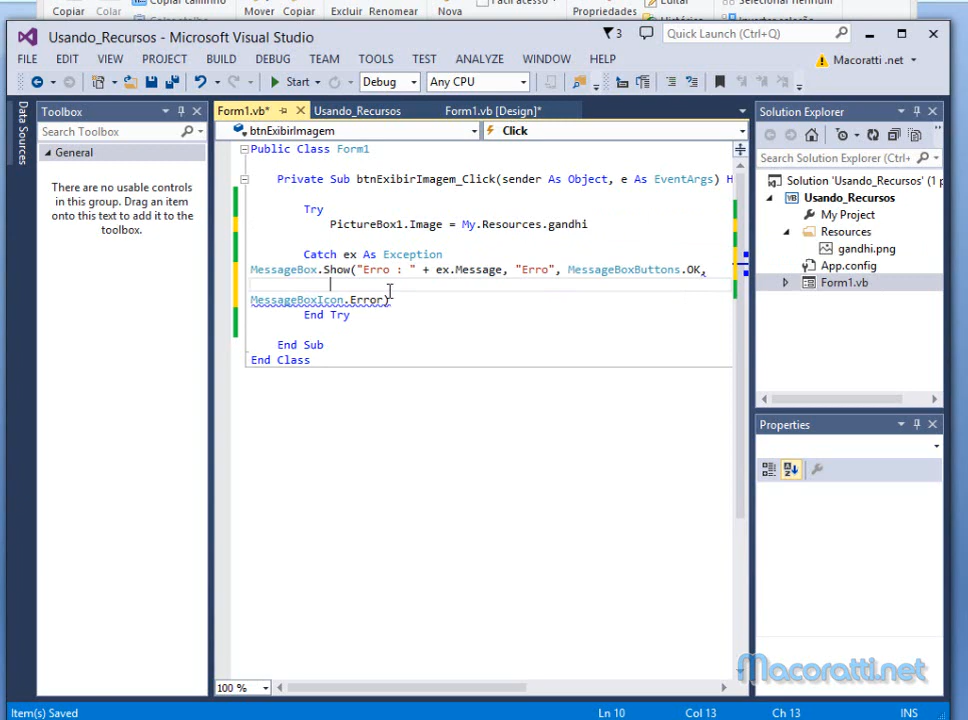 Copiar caminho
Acesso
Editar
Selecionar nenhum
Copiar Colar
Mover Copiar
Excluir Renomear
Nova
Propriedades
Histórico
Inverter seleção
Usando_Recursos - Microsoft Visual Studio
3
Quick Launch (Ctrl+Q)
FILE EDIT VIEW PROJECT BUILD DEBUG TEAM TOOLS TEST ANALYZE WINDOW HELP
Macoratti .net
Start
Debug
Any CPU
Data Sources
Toolbox
Search Toolbox
General
There are no usable controls
in this group. Drag an item
onto this text to add it to the
toolbox.
Form1.vb*
Usando_Recursos
Form1.vb [Design]*
btnExibirImagem
Click
Public Class Form1
Private Sub btnExibirImagem_Click(sender As Object, e As EventArgs) H
Try
PictureBox1.Image = My.Resources.gandhi
Catch ex As Exception
MessageBox.Show("Erro : " + ex.Message, "Erro", MessageBoxButtons.OK,
MessageBoxIcon.Error)
End Try
End Sub
End Class
100 %
Solution Explorer
Search Solution Explorer (Ctrl+
Solution 'Usando_Recursos' (1 p
VB Usando_Recursos
My Project
Resources
gandhi.png
App.config
Form1.vb
Properties
Macoratti.net
Item(s) Saved
Ln 10
Col 13
Ch 13
INS